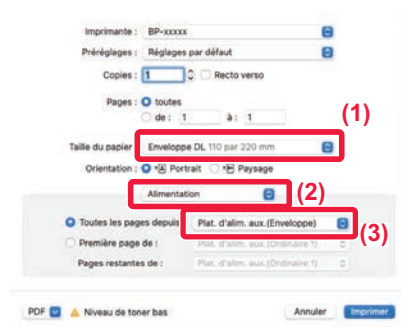 Imprimante : BP-xxxxx
Préréglages : Réglages par défaut
Copies : 1 Recto verso
Pages : toutes
de : 1 à : 1
(1)
Taille du papier : Enveloppe DL 110 par 220 mm
Orientation : Portrait Paysage
Alimentation
(2)
Toutes les pages depuis : Plat. d'alim. aux.(Enveloppe)
(3)
Première page de : Plat. d'alim. aux.(Ordinaire 1)
Pages restantes de : Plat. d'alim. aux.(Ordinaire 1)
PDF Niveau de toner bas Annuler Imprimer